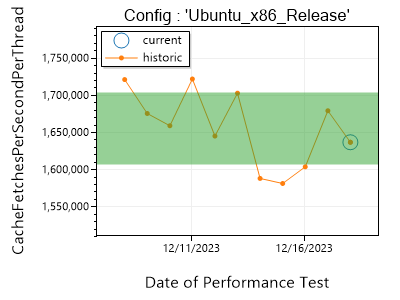 Config : 'Ubuntu_x86_Release'
current
historic
CacheFetchesPerSecondPerThread
1,750,000
1,700,000
1,650,000
1,600,000
1,550,000
12/11/2023
12/16/2023
Date of Performance Test